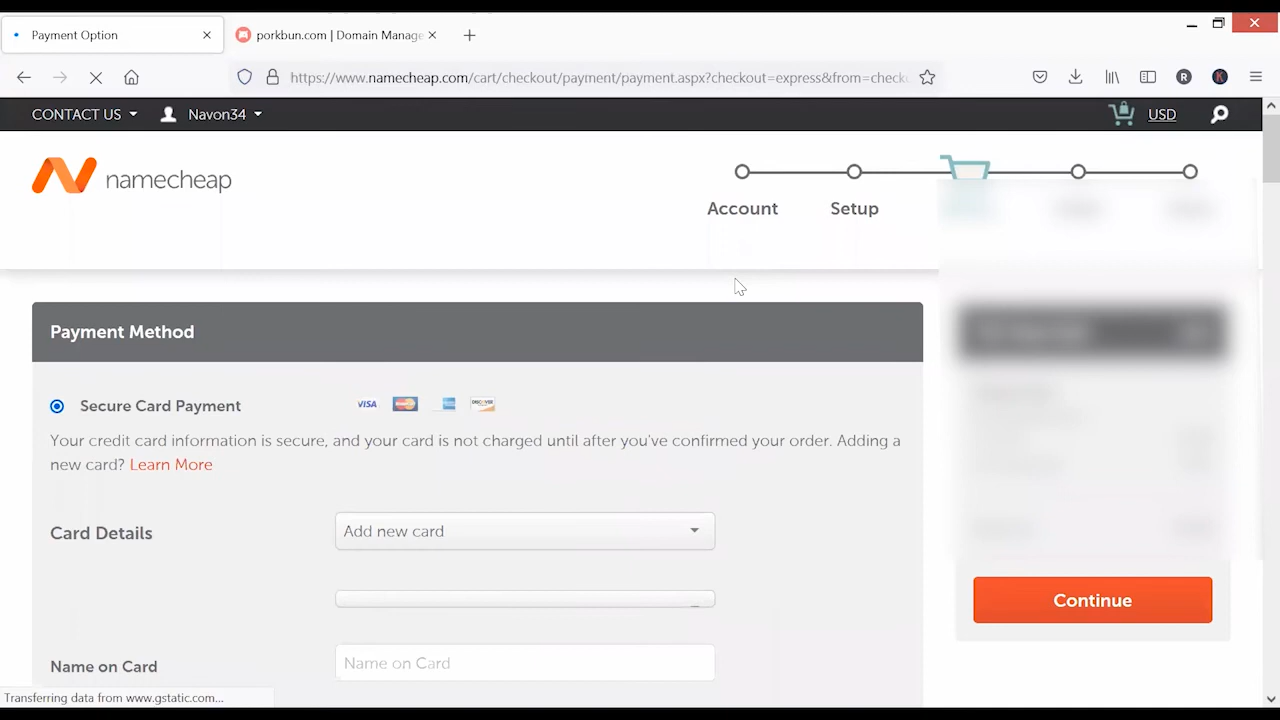 Payment Option
porkbun.com | Domain Manage
https://www.namecheap.com/cart/checkout/payment/payment.aspx?checkout=express&from=check
R
K
CONTACT US
Navon34
USD
namecheap
Account
Setup
Payment Method
Secure Card Payment
VISA
DISCOVER
Your credit card information is secure, and your card is not charged until after you've confirmed your order. Adding a
new card? Learn More
Card Details
Add new card
Continue
Name on Card
Name on Card
Transferring data from www.gstatic.com...